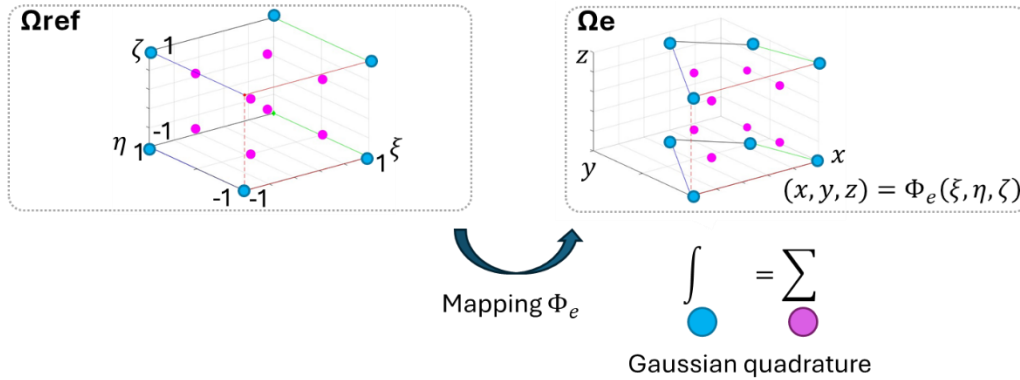 Ωref
ζ 1
-1
η 1
-1 -1
1 ξ
Ωe
z
y
x
(x, y, z) = Φe(ξ, η, ζ)
Mapping Φe
∫ = ∑
Gaussian quadrature